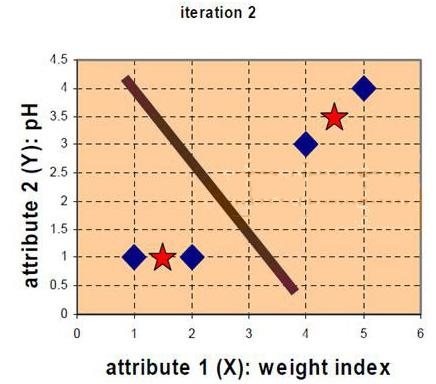 iteration 2
4.5
4
3.5
3
2.5
2
1.5
1
0.5
0
attribute 2 (Y): pH
0 1 2 3 4 5 6
attribute 1 (X): weight index